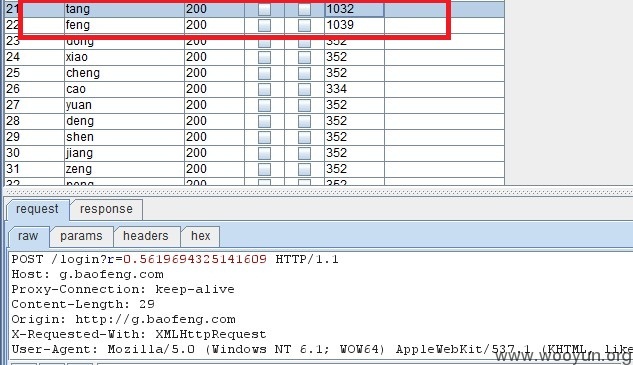 21 tang 200 1032
22 feng 200 1039
23 dong 200 352
24 xiao 200 352
25 cheng 200 352
26 cao 200 334
27 yuan 200 352
28 deng 200 352
29 shen 200 352
30 jiang 200 352
31 zeng 200 352
32 peng 200 352
request response
raw params headers hex
POST /login?r=0.5619694325141609 HTTP/1.1
Host: g.baofeng.com
Proxy-Connection: keep-alive
Content-Length: 29
Origin: http://g.baofeng.com
X-Requested-With: XMLHttpRequest
User-Agent: Mozilla/5.0 (Windows NT 6.1; WOW64) AppleWebKit/537.1 (KHTML, like
www.wooyun.org